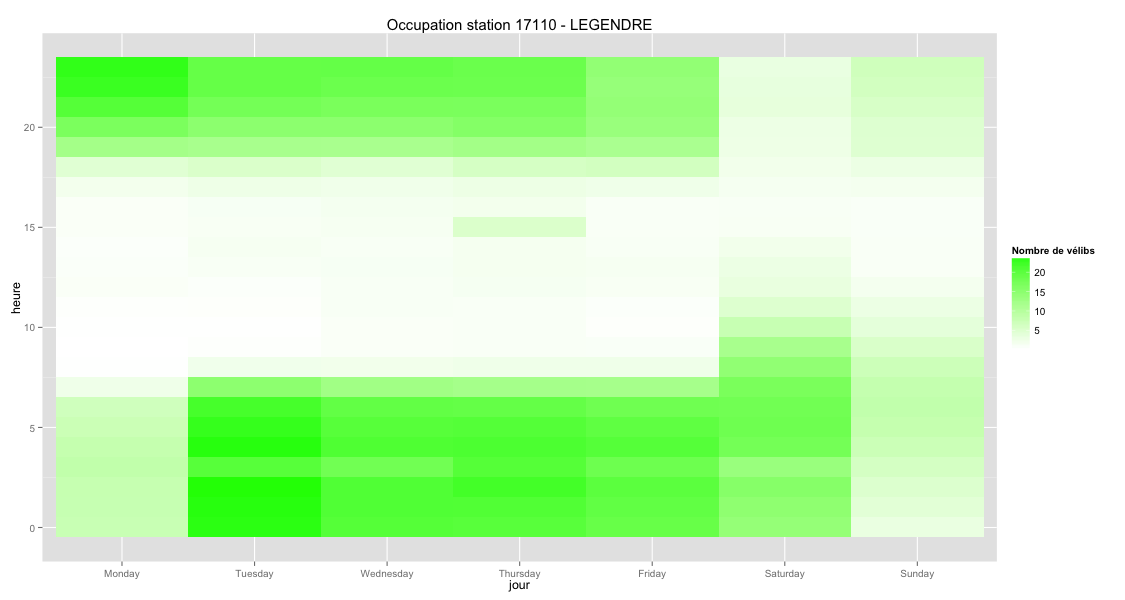 Occupation station 17110 - LEGENDRE
heure
20
15
10
5
0
Monday Tuesday Wednesday Thursday Friday Saturday Sunday
jour
Nombre de vélibs
20
15
10
5